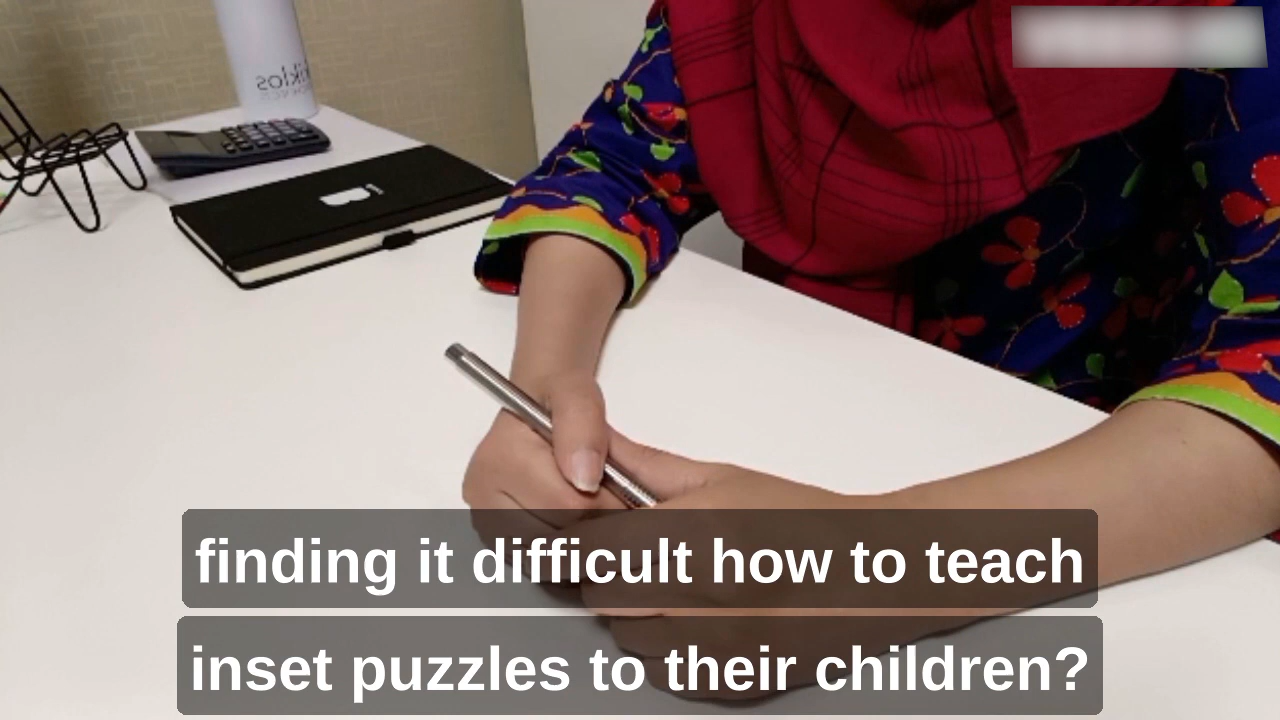 finding it difficult how to teach
inset puzzles to their children?